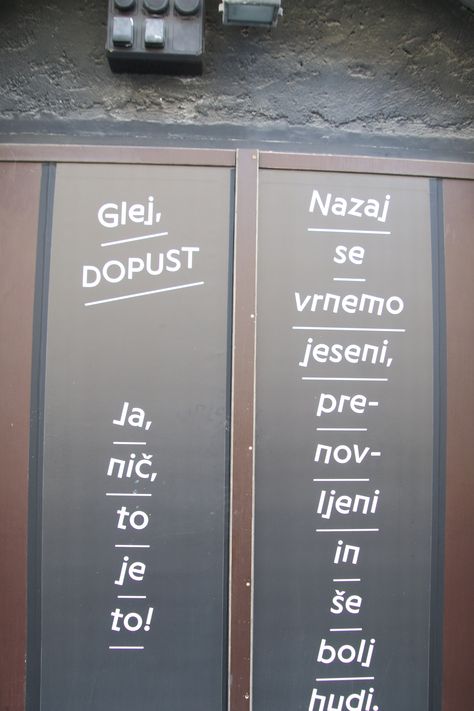 Glej,
DOPUST
Ja,
nič,
to
je
to!
Nazaj
se
vrnemo
jeseni,
pre-
nov-
ljeni
in
še
bolj
hudi.